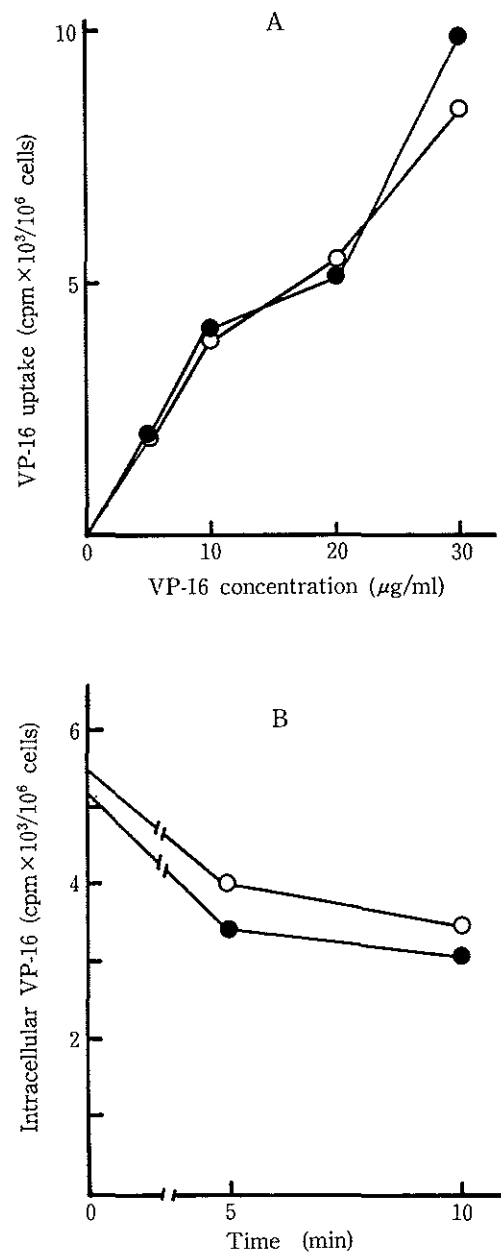 A
10
5
0
10
20
30
VP-16 uptake (cpm×10³/10⁶ cells)
VP-16 concentration (μg/ml)
B
6
4
2
0
5
10
Intracellular VP-16 (cpm×10³/10⁶ cells)
Time (min)